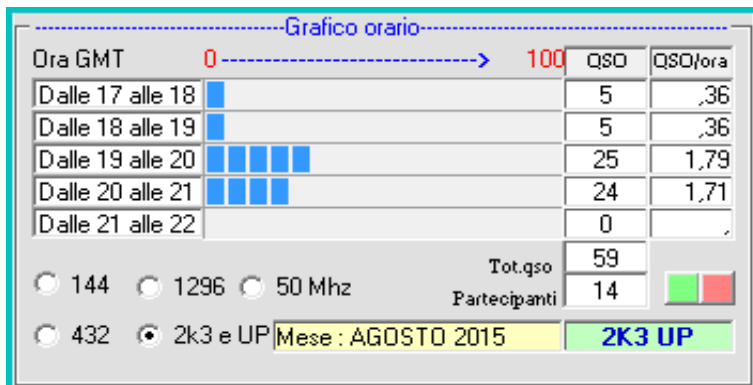 Grafico orario
Ora GMT 0 ----------------------------> 100 QSO QSO/ora
Dalle 17 alle 18 5 ,36
Dalle 18 alle 19 5 ,36
Dalle 19 alle 20 25 1,79
Dalle 20 alle 21 24 1,71
Dalle 21 alle 22 0 ,
Tot.qso 59
144 1296 50 Mhz Partecipanti 14
432 2k3 e UP Mese : AGOSTO 2015 2K3 UP